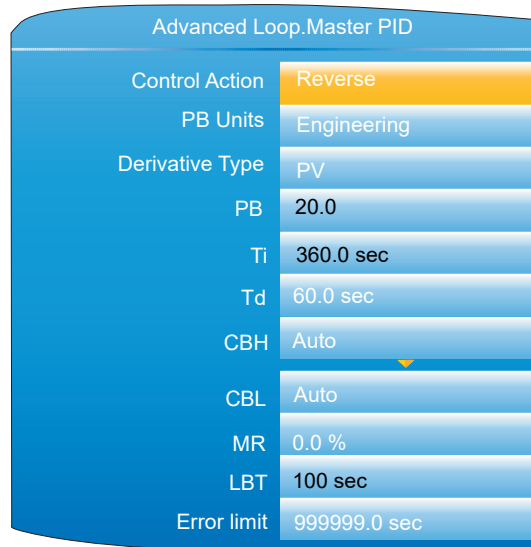 Advanced Loop.Master PID
Control Action Reverse
PB Units Engineering
Derivative Type PV
PB 20.0
Ti 360.0 sec
Td 60.0 sec
CBH Auto
CBL Auto
MR 0.0 %
LBT 100 sec
Error limit 999999.0 sec